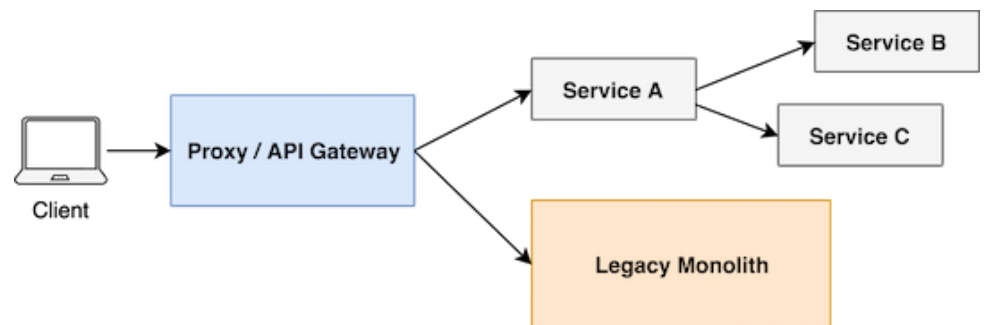 Client
Proxy / API Gateway
Service A
Service B
Service C
Legacy Monolith